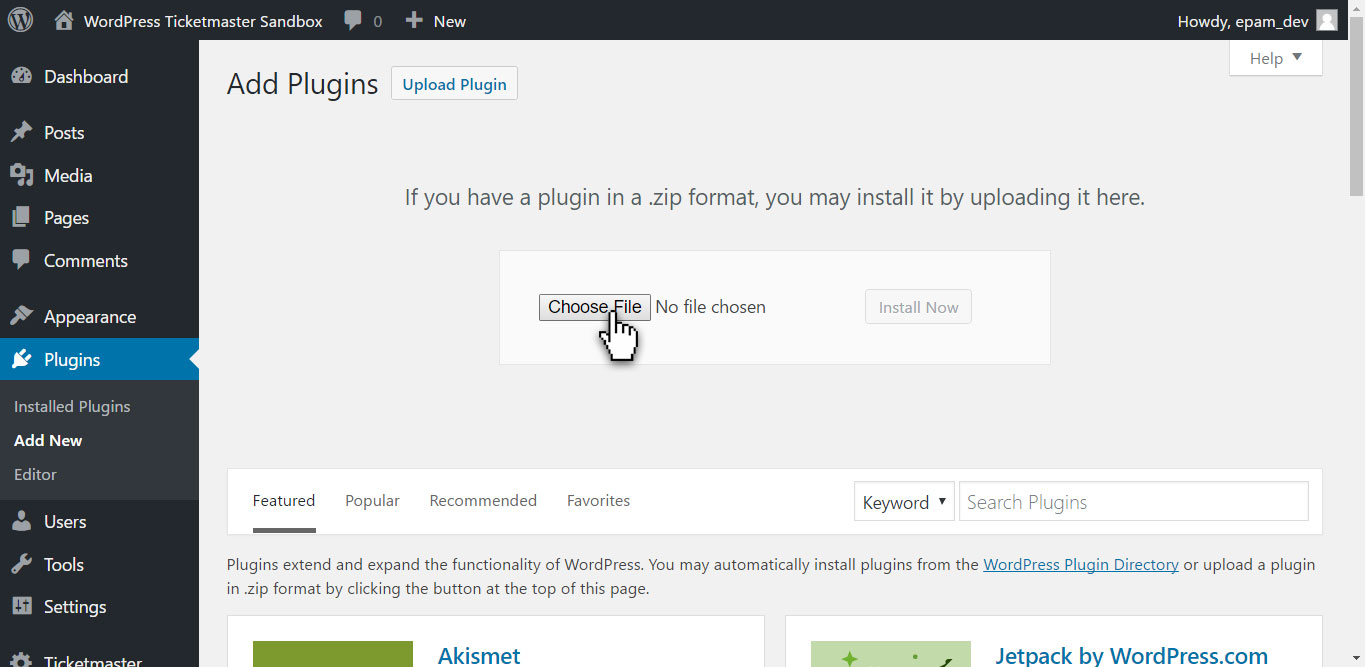 WordPress Ticketmaster Sandbox 0 New Howdy, epam_dev
Help
Dashboard
Posts
Media
Pages
Comments
Appearance
Plugins
Installed Plugins
Add New
Editor
Users
Tools
Settings
Ticketmaster
Add Plugins Upload Plugin
If you have a plugin in a .zip format, you may install it by uploading it here.
Choose File No file chosen Install Now
Featured Popular Recommended Favorites Keyword Search Plugins
Plugins extend and expand the functionality of WordPress. You may automatically install plugins from the WordPress Plugin Directory or upload a plugin
in .zip format by clicking the button at the top of this page.
Akismet
Jetpack by WordPress.com